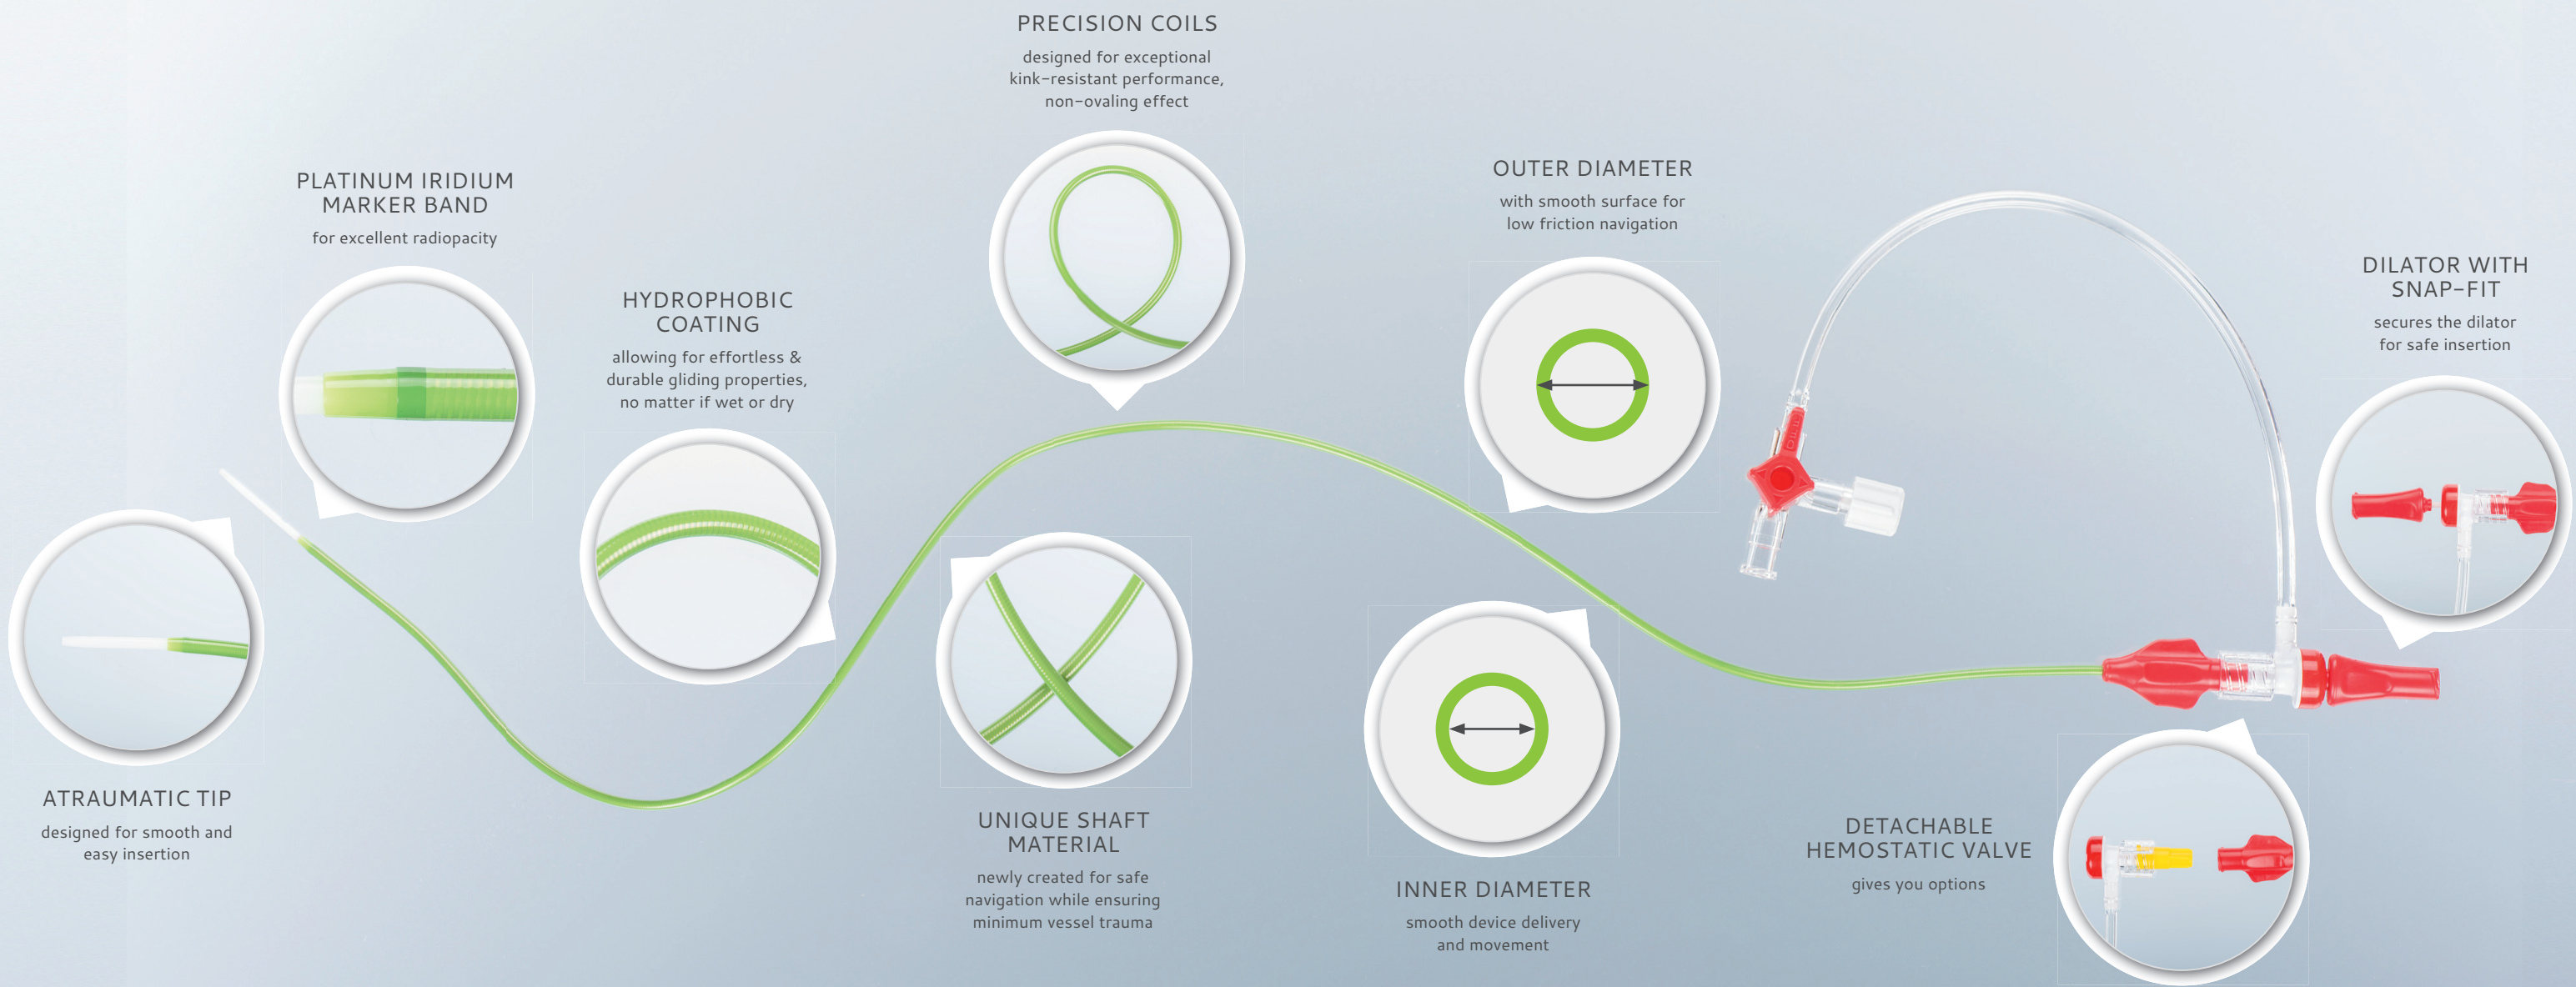 PRECISION COILS
designed for exceptional
kink-resistant performance,
non-ovaling effect
PLATINUM IRIDIUM
MARKER BAND
for excellent radiopacity
HYDROPHOBIC
COATING
allowing for effortless &
durable gliding properties,
no matter if wet or dry
OUTER DIAMETER
with smooth surface for
low friction navigation
DILATOR WITH
SNAP-FIT
secures the dilator
for safe insertion
ATRAUMATIC TIP
designed for smooth and
easy insertion
UNIQUE SHAFT
MATERIAL
newly created for safe
navigation while ensuring
minimum vessel trauma
INNER DIAMETER
smooth device delivery
and movement
DETACHABLE
HEMOSTATIC VALVE
gives you options